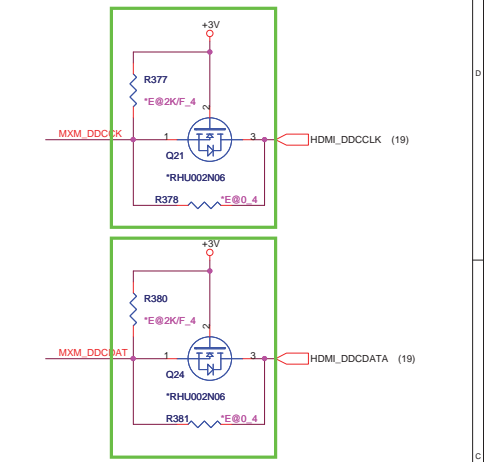 +3V
D
R377
*E@2K/F_4
2
MXM_DDCCK
1
3
HDMI_DDCCLK (19)
Q21
*RHU002N06
R378
*E@0_4
+3V
R380
*E@2K/F_4
2
MXM_DDCDAT
1
3
HDMI_DDCDATA (19)
Q24
*RHU002N06
R381
*E@0_4
C